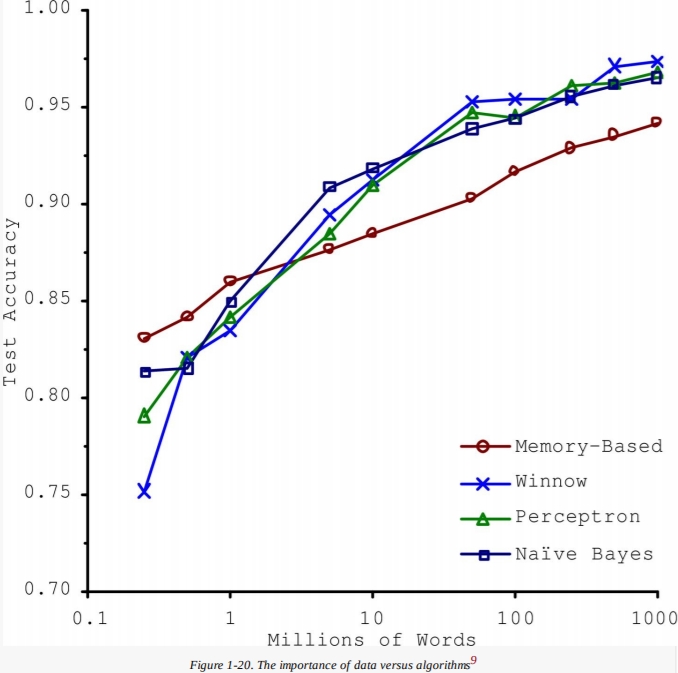 1.00
0.95
0.90
0.85
0.80
0.75
0.70
Test Accuracy
Memory-Based
Winnow
Perceptron
Naïve Bayes
0.1 1 10 100 1000
Millions of Words
Figure 1-20. The importance of data versus algorithms9